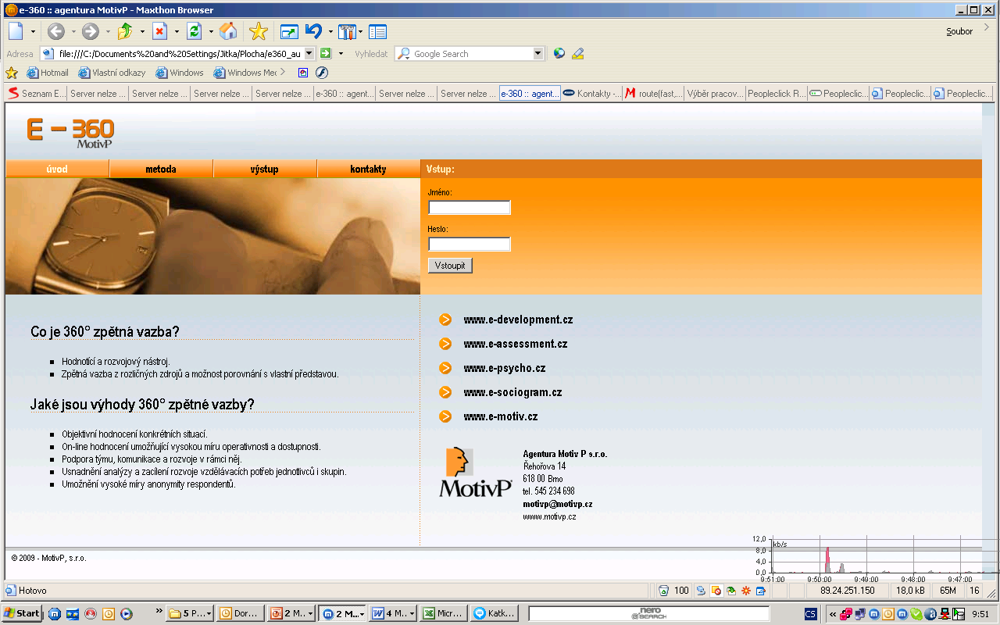 e-360 :: agentura MotivP - Maxthon Browser
Soubor
Adresa file:///C:/Documents%20and%20Settings/Jitka/Plocha/e360_au Vyhledat Google Search
Hotmail Vlastní odkazy Windows Windows Mec
Seznam E... Server nelze ... Server nelze ... Server nelze ... Server nelze ... e-360 :: agent... Server nelze ... Server nelze ... e-360 :: agent... Kontakty -... route(fast,... Výběr pracov... Peopleclick R... Peopleclic... Peopleclic... Peopleclic...
E - 360
MotivP
úvod metoda výstup kontakty Vstup:
Jméno:
Heslo:
Vstoupit
Co je 360° zpětná vazba?
Hodnotící a rozvojový nástroj.
Zpětná vazba z rozličných zdrojů a možnost porovnání s vlastní představou.
Jaké jsou výhody 360° zpětné vazby?
Objektivní hodnocení konkrétních situací.
On-line hodnocení umožňující vysokou míru operativnosti a dostupnosti.
Podpora týmu, komunikace a rozvoje v rámci něj.
Usnadnění analýzy a zacílení rozvoje vzdělávacích potřeb jednotlivců i skupin.
Umožnění vysoké míry anonymity respondentů.
www.e-development.cz
www.e-assessment.cz
www.e-psycho.cz
www.e-sociogram.cz
www.e-motiv.cz
MotivP
Agentura Motiv P s.r.o.
Řehořova 14
618 00 Brno
tel. 545 234 698
motivp@motivp.cz
www.motivp.cz
© 2009 - MotivP, s.r.o.
12,0 kb/s
8,0
4,0
0,0
9:51:00 9:50:00 9:49:00 9:48:00 9:47:00
Hotovo 100 89.24.251.150 18,0 kB 65M 16
Start 5 P... Dor... 2 M... 2 M... 4 M... Micr... Katk... nero SEARCH CS 9:51